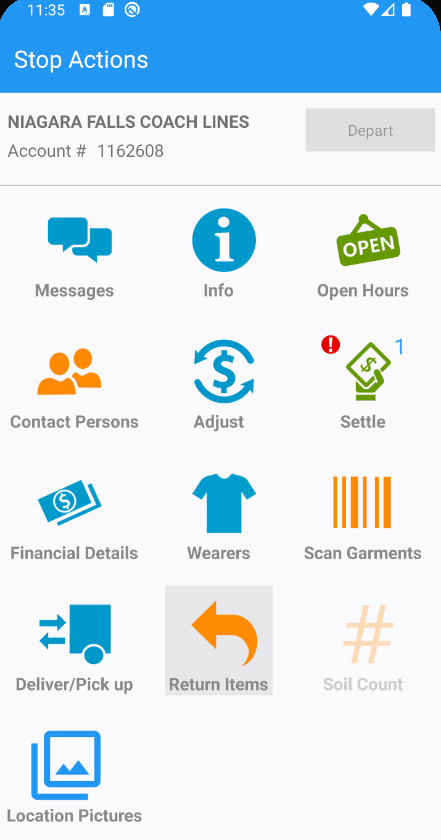 11:35
Stop Actions
NIAGARA FALLS COACH LINES
Depart
Account # 1162608
OPEN
Messages Info Open Hours
! $ $ 1
Contact Persons Adjust Settle
$
Financial Details Wearers Scan Garments
#
Deliver/Pick up Return Items Soil Count
Location Pictures